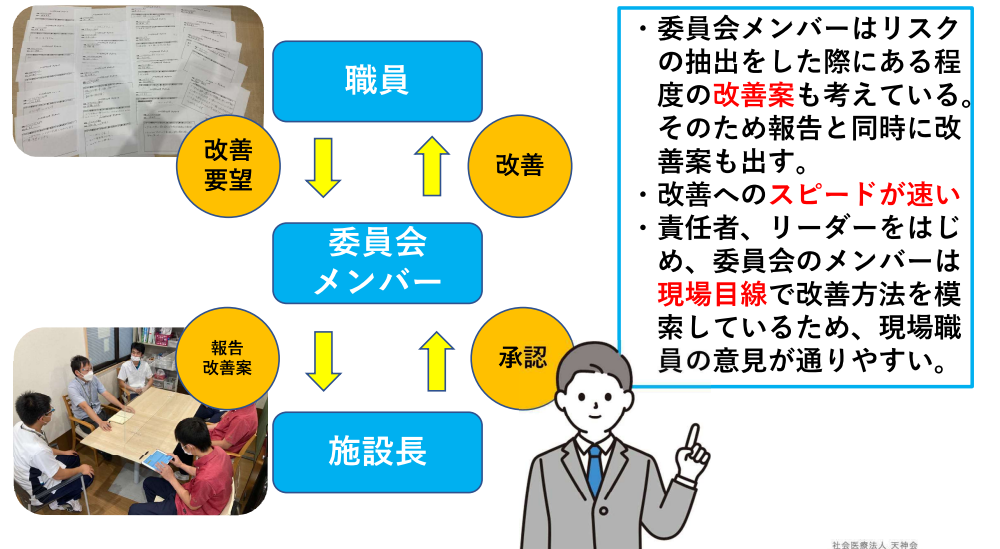 職員
改善
要望
改善
委員会
メンバー
報告
改善案
承認
施設長
・委員会メンバーはリスク
の抽出をした際にある程
度の改善案も考えている。
そのため報告と同時に改
善案も出す。
・改善へのスピードが速い
・責任者、リーダーをはじ
め、委員会のメンバーは
現場目線で改善方法を模
索しているため、現場職
員の意見が通りやすい。
社会医療法人 天神会